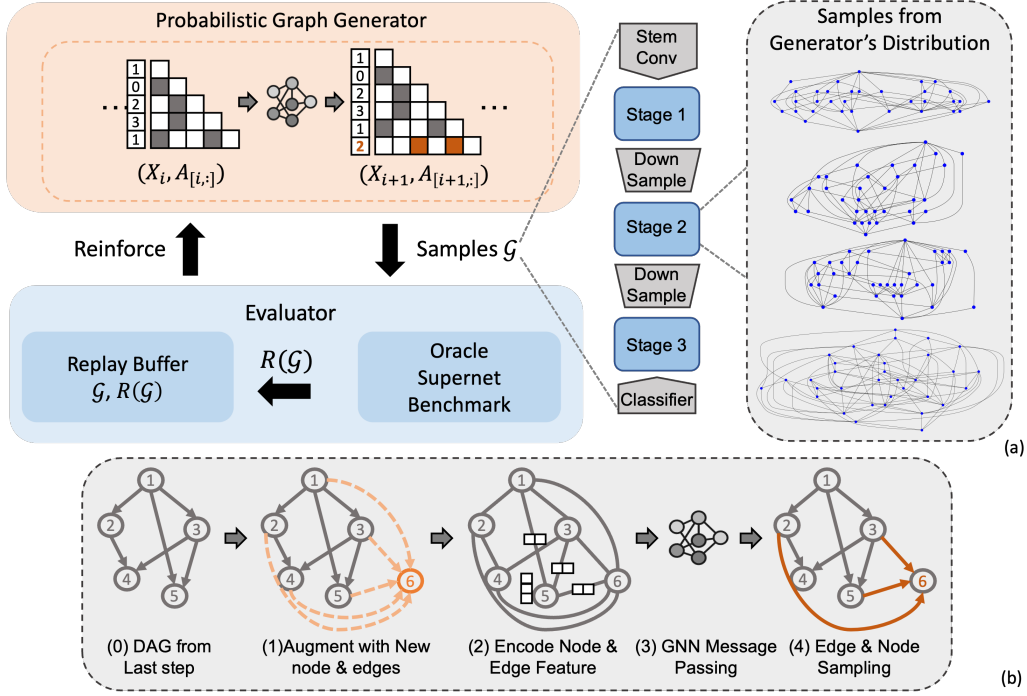 Probabilistic Graph Generator
1
0
2
3
1
...
(X_i, A_[i,:])
1
0
2
3
1
2
...
(X_{i+1}, A_[i+1,:])
Reinforce
Samples 𝒢
Evaluator
Replay Buffer
𝒢, R(𝒢)
R(𝒢)
Oracle
Supernet
Benchmark
Stem
Conv
Stage 1
Down
Sample
Stage 2
Down
Sample
Stage 3
Classifier
Samples from
Generator's Distribution
(a)
1
2
3
4
5
(0) DAG from
Last step
1
2
3
4
5
6
(1)Augment with New
node & edges
1
2
3
4
5
6
(2) Encode Node &
Edge Feature
(3) GNN Message
Passing
1
2
3
4
5
6
(4) Edge & Node
Sampling
(b)